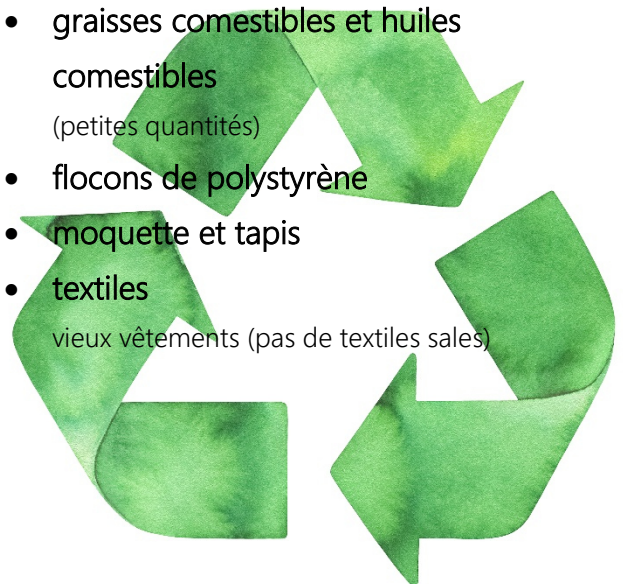 • graisses comestibles et huiles
comestibles
(petites quantités)
• flocons de polystyrène
• moquette et tapis
• textiles
vieux vêtements (pas de textiles sales)